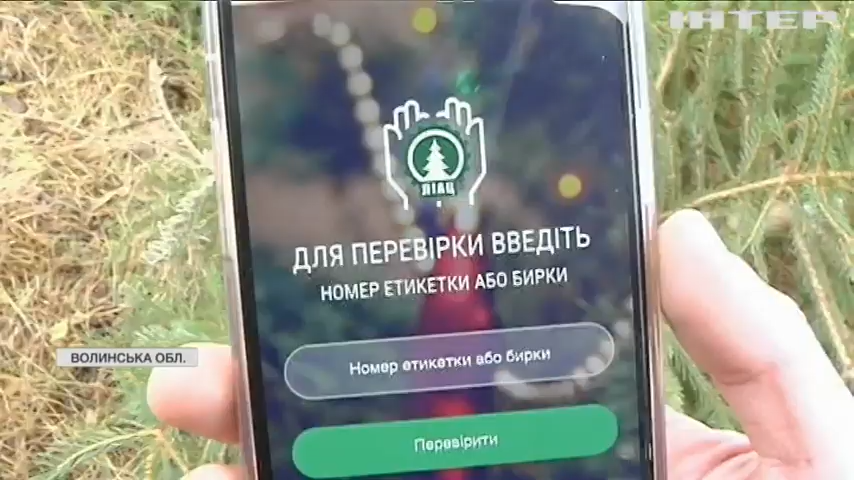 ІНТЕР
ЛІАЦ
ДЛЯ ПЕРЕВІРКИ ВВЕДІТЬ
НОМЕР ЕТИКЕТКИ АБО БИРКИ
ВОЛИНСЬКА ОБЛ.
Номер етикетки або бирки
Перевірити